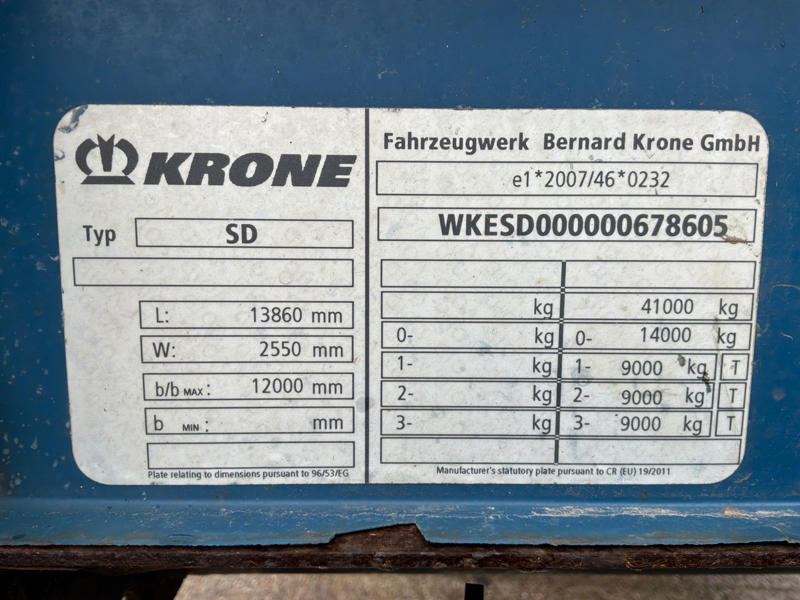 KRONE
Typ SD
L: 13860 mm
W: 2550 mm
b/b MAX: 12000 mm
b MIN: mm
Plate relating to dimensions pursuant to 96/53/EG
Fahrzeugwerk Bernard Krone GmbH
e1*2007/46*0232
WKESD000000678605
kg 41000 kg
0- kg 0- 14000 kg
1- kg 1- 9000 kg T
2- kg 2- 9000 kg T
3- kg 3- 9000 kg T
Manufacturer's statutory plate pursuant to CR (EU) 19/2011